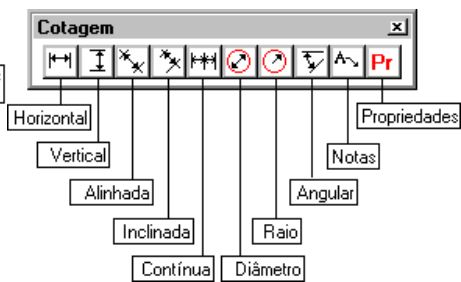 Cotagem
Pr
Horizontal
Propriedades
Vertical
Notas
Alinhada
Angular
Inclinada
Raio
Contínua
Diâmetro